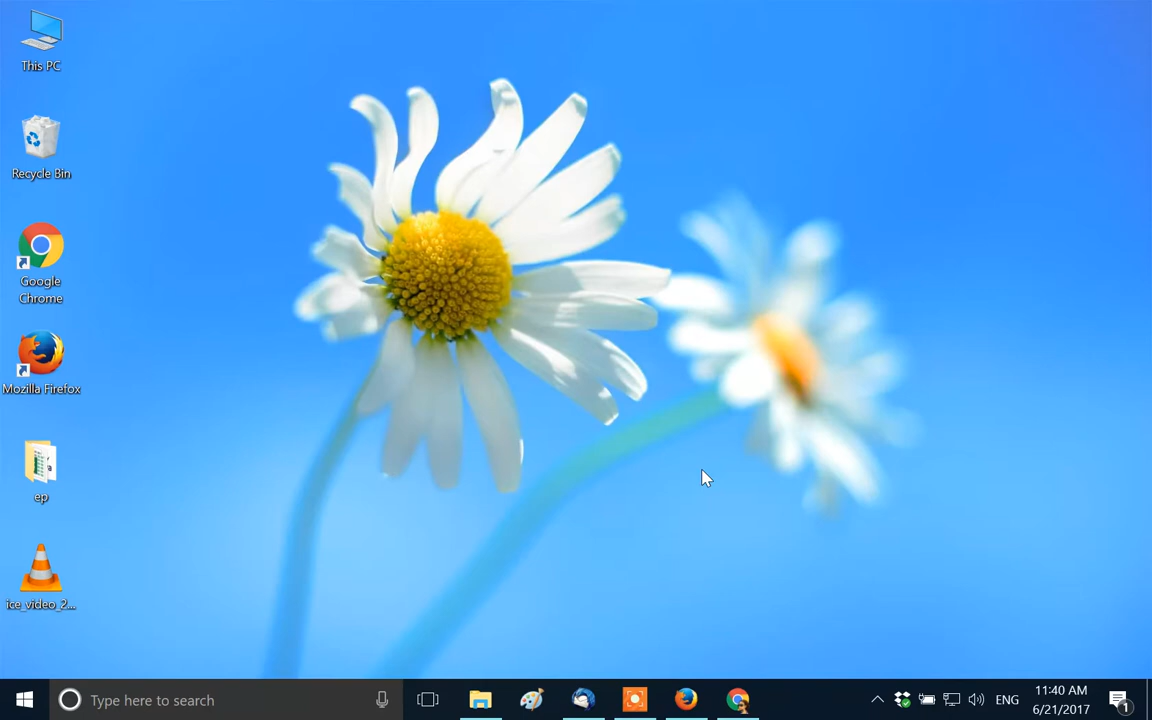 This PC
Recycle Bin
Google
Chrome
Mozilla Firefox
ep
ice_video_2...
Type here to search
ENG
11:40 AM
6/21/2017
1